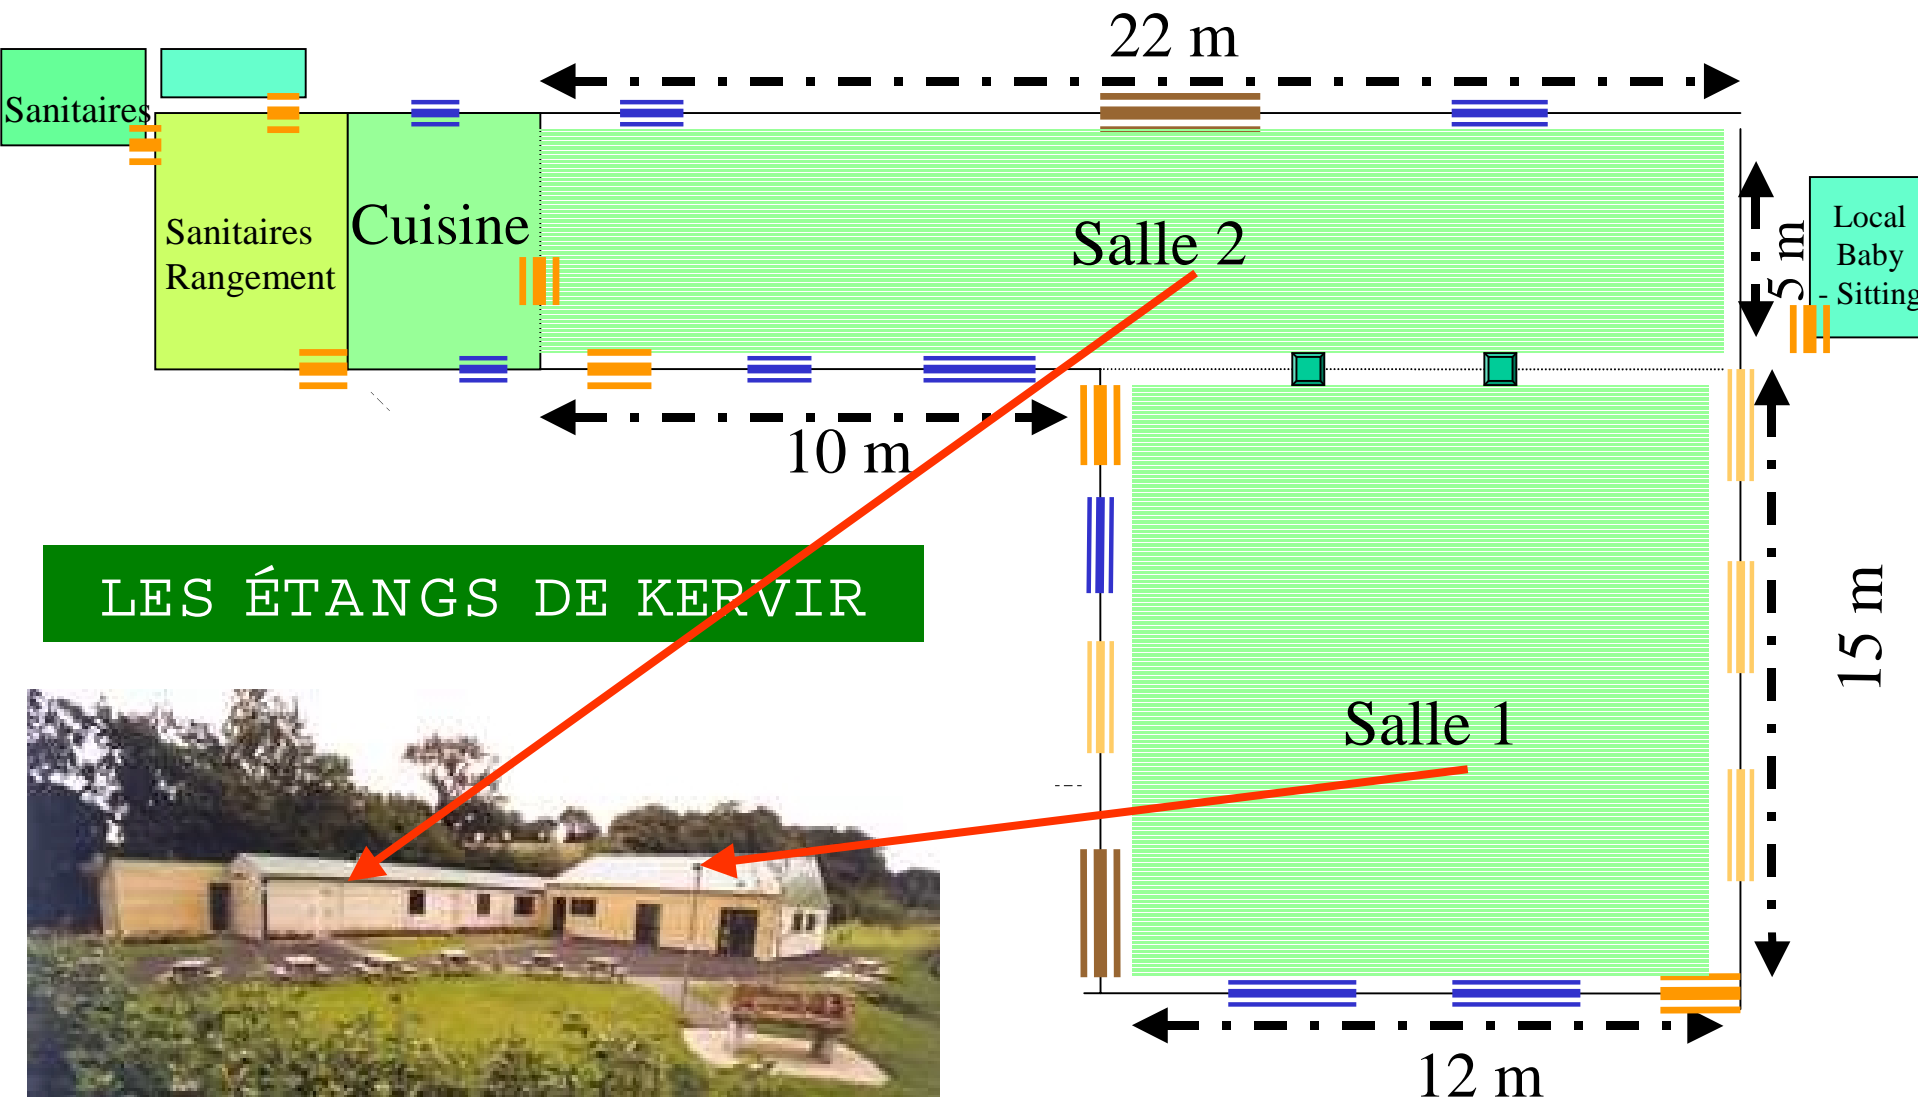 22 m
Sanitaires
Sanitaires
Rangement
Cuisine
Salle 2
5 m
Local
Baby
- Sitting
10 m
LES ÉTANGS DE KERVIR
15 m
Salle 1
12 m